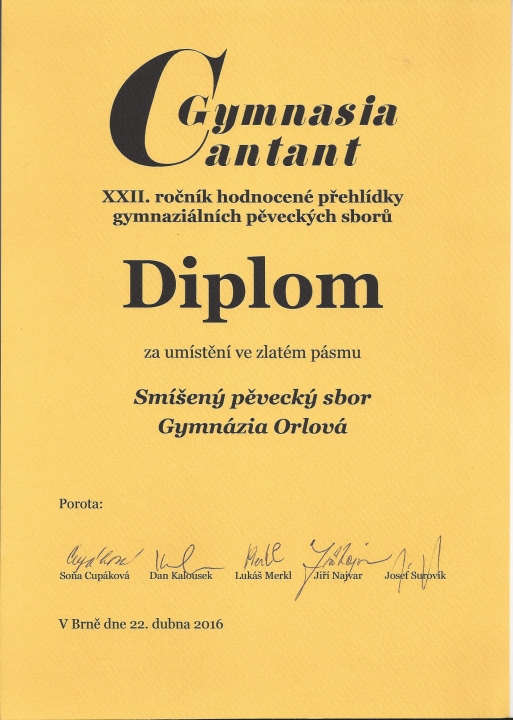 Gymnasia
Cantant
XXII. ročník hodnocené přehlídky
gymnaziálních pěveckých sborů
Diplom
za umístění ve zlatém pásmu
Smíšený pěvecký sbor
Gymnázia Orlová
Porota:
Soňa Cupáková Dan Kalousek Lukáš Merkl Jiří Najvar Josef Surovík
V Brně dne 22. dubna 2016